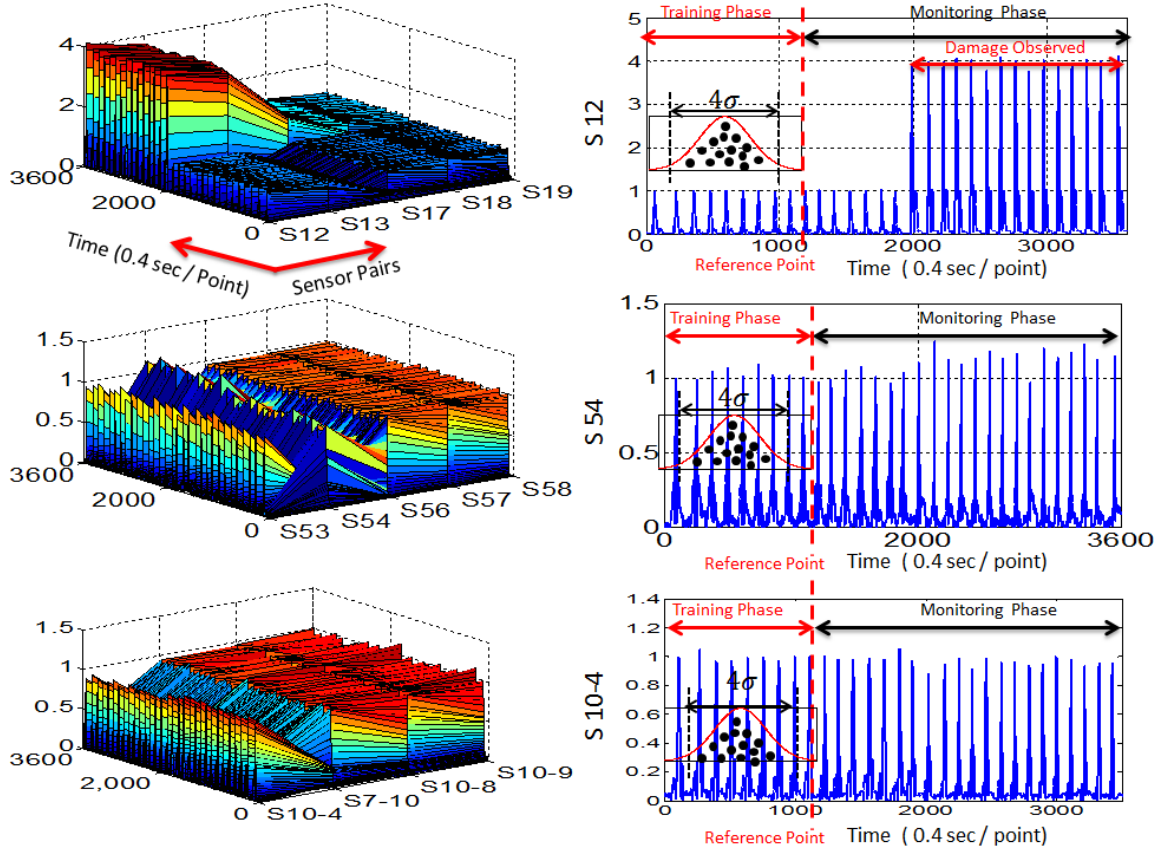 4
2
0
3600
2000
0
S12
S13
S17
S18
S19
Time (0.4 sec / Point)
Sensor Pairs
Training Phase
Monitoring Phase
Damage Observed
4σ
S 12
5
4
3
2
1
0
0
1000
2000
3000
Reference Point
Time ( 0.4 sec / point)
1.5
1
0.5
0
3600
2000
0
S53
S54
S56
S57
S58
Training Phase
Monitoring Phase
4σ
S 54
1.5
1
0.5
0
0
2000
3600
Reference Point
Time ( 0.4 sec / point)
1.5
1
0.5
0
3600
2,000
0
S10-4
S7-10
S10-8
S10-9
Training Phase
Monitoring Phase
4σ
S 10-4
1.4
1.2
1
0.8
0.6
0.4
0.2
0
0
1000
2000
3000
Reference Point
Time ( 0.4 sec / point)